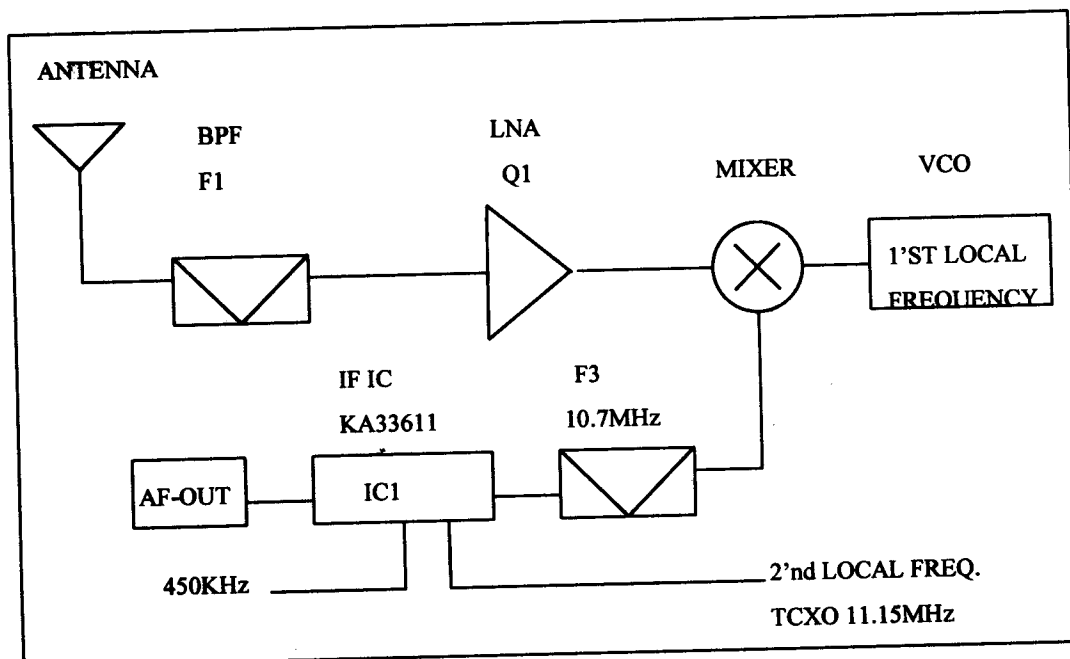 ANTENNA
BPF
F1
LNA
Q1
MIXER
VCO
1'ST LOCAL
FREQUENCY
IF IC
KA33611
F3
10.7MHz
AF-OUT
IC1
450KHz
2'nd LOCAL FREQ.
TCXO 11.15MHz